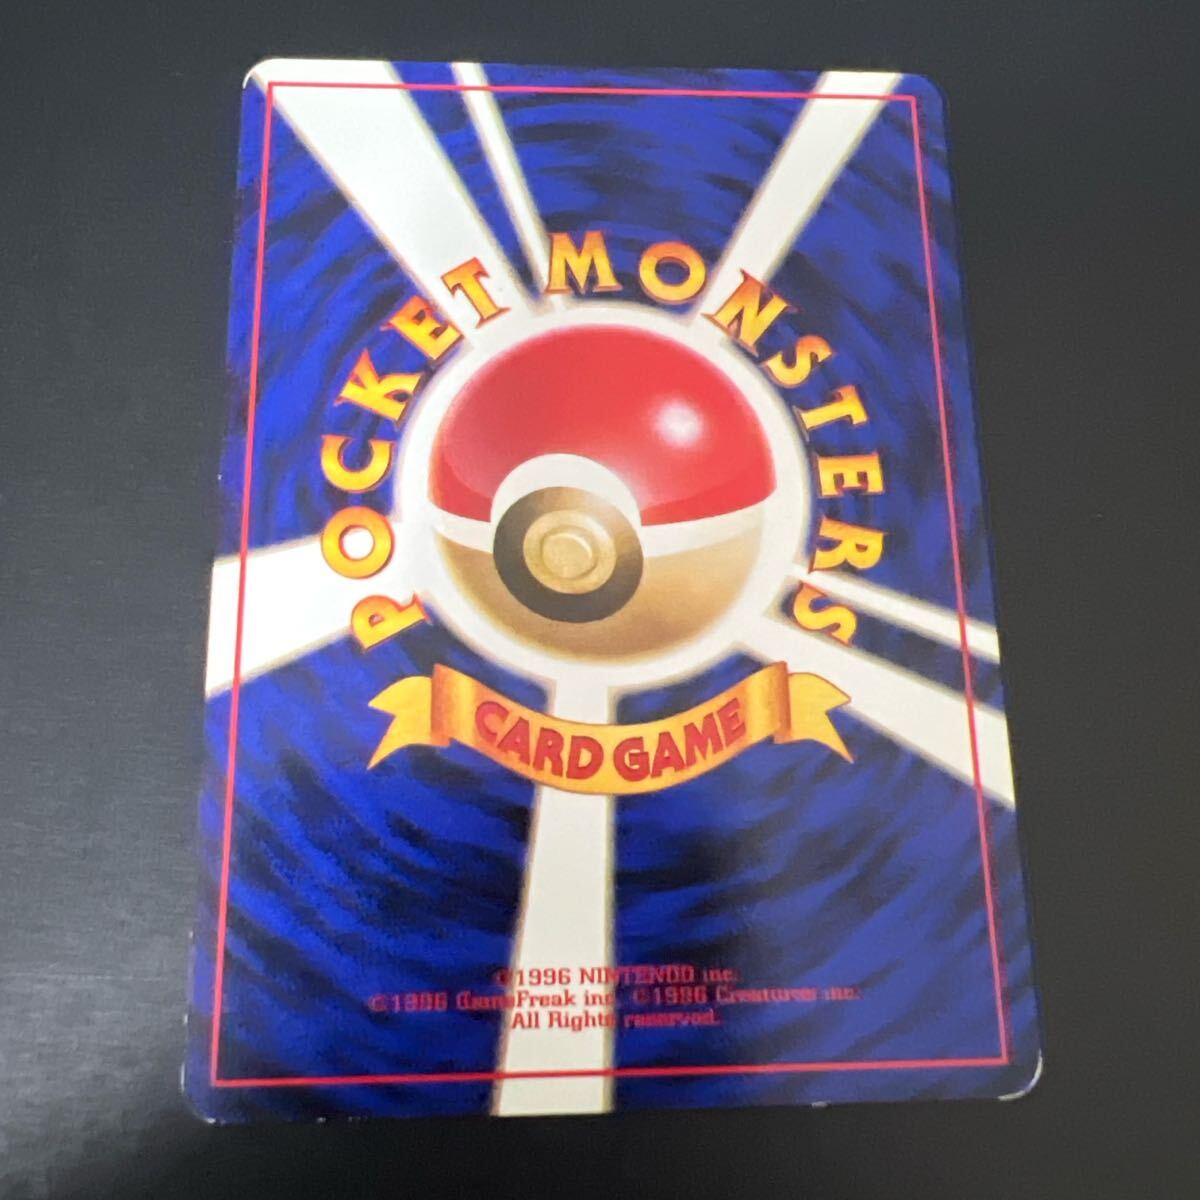 POCKET MONSTERS
CARD GAME
©1996 NINTENDO inc.
©1996 GameFreak inc. ©1996 Creatures inc.
All Rights reserved.